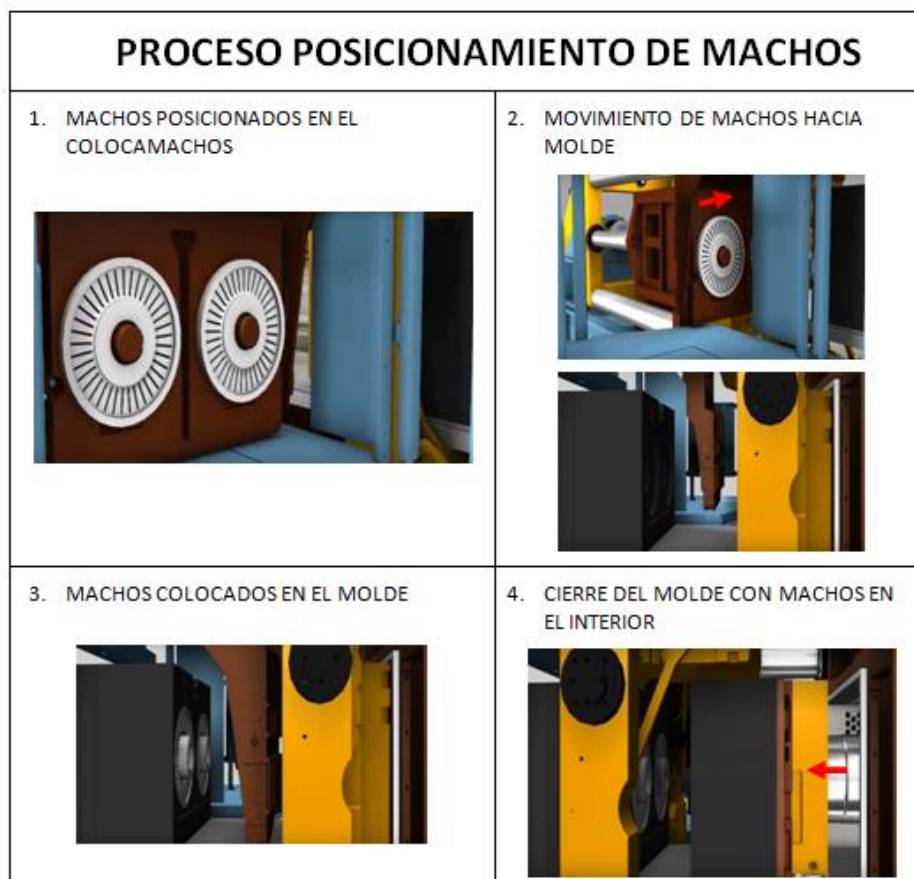 PROCESO POSICIONAMIENTO DE MACHOS
1. MACHOS POSICIONADOS EN EL
COLOCAMACHOS
2. MOVIMIENTO DE MACHOS HACIA
MOLDE
3. MACHOS COLOCADOS EN EL MOLDE
4. CIERRE DEL MOLDE CON MACHOS EN
EL INTERIOR